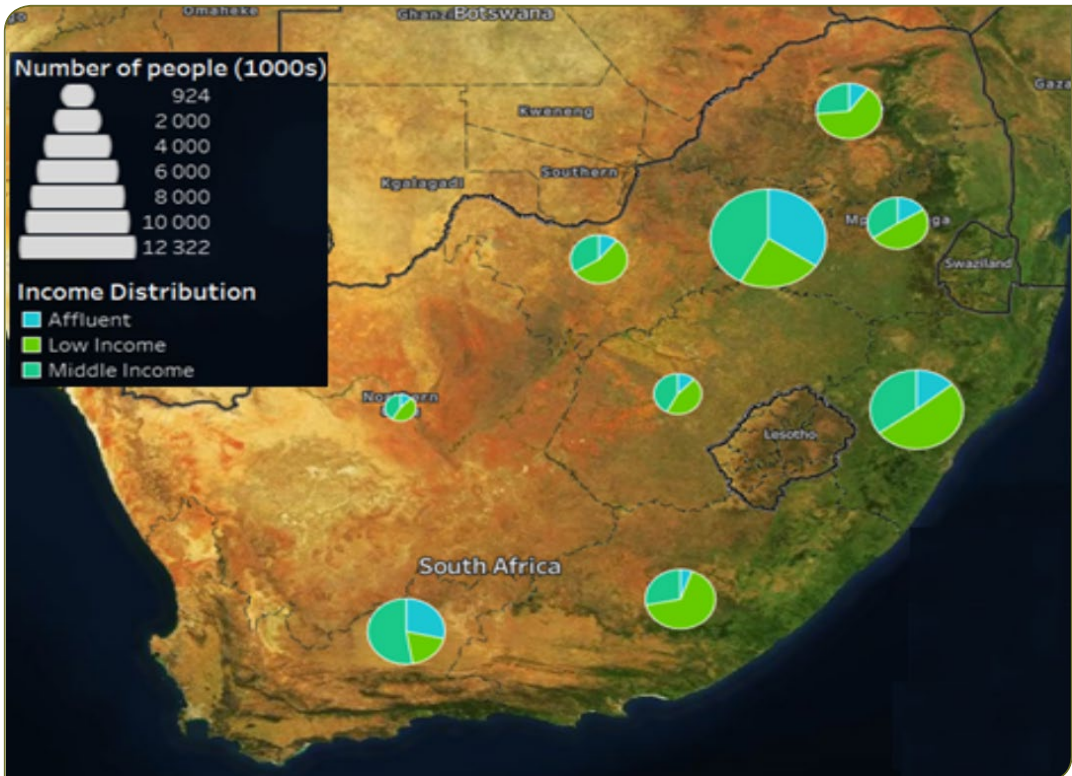 Omaheke
Ghanzi
Botswana
Number of people (1000s)
924
2 000
4 000
6 000
8 000
10 000
12 322
Income Distribution
Affluent
Low Income
Middle Income
Gaza
Kweneng
Southern
Kgalagadi
Swaziland
Lesotho
South Africa